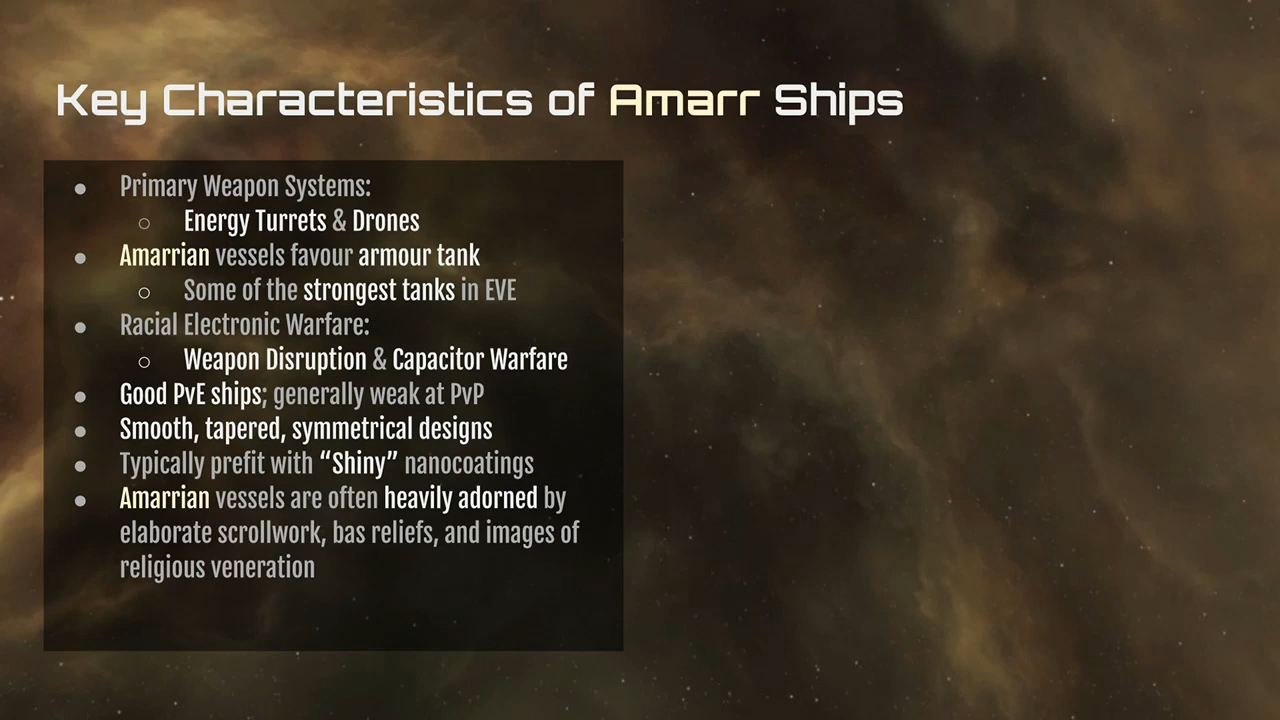 Key Characteristics of Amarr Ships
● Primary Weapon Systems:
○ Energy Turrets & Drones
● Amarrian vessels favour armour tank
○ Some of the strongest tanks in EVE
● Racial Electronic Warfare:
○ Weapon Disruption & Capacitor Warfare
● Good PvE ships; generally weak at PvP
● Smooth, tapered, symmetrical designs
● Typically prefit with “Shiny” nanocoatings
● Amarrian vessels are often heavily adorned by
elaborate scrollwork, bas reliefs, and images of
religious veneration